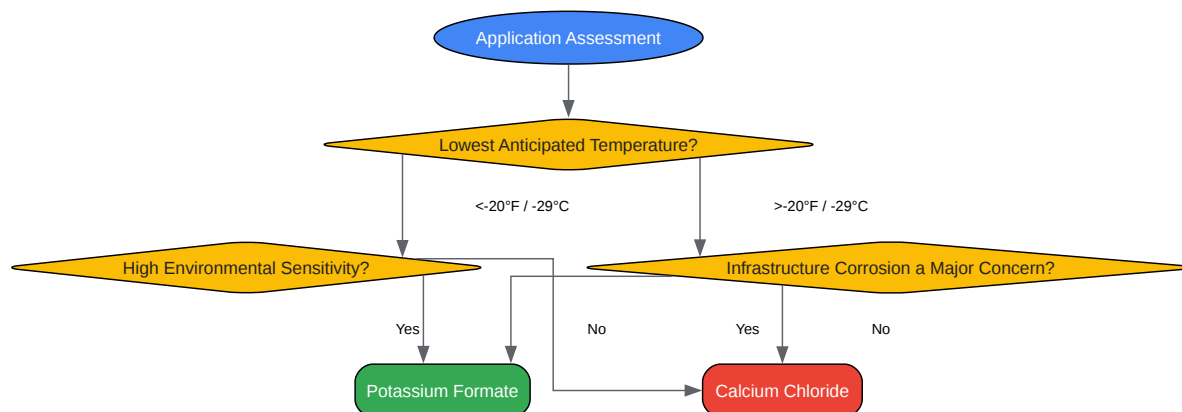 Application Assessment
Lowest Anticipated Temperature?
<-20°F / -29°C
>-20°F / -29°C
High Environmental Sensitivity?
Infrastructure Corrosion a Major Concern?
Yes
No
Yes
No
Potassium Formate
Calcium Chloride